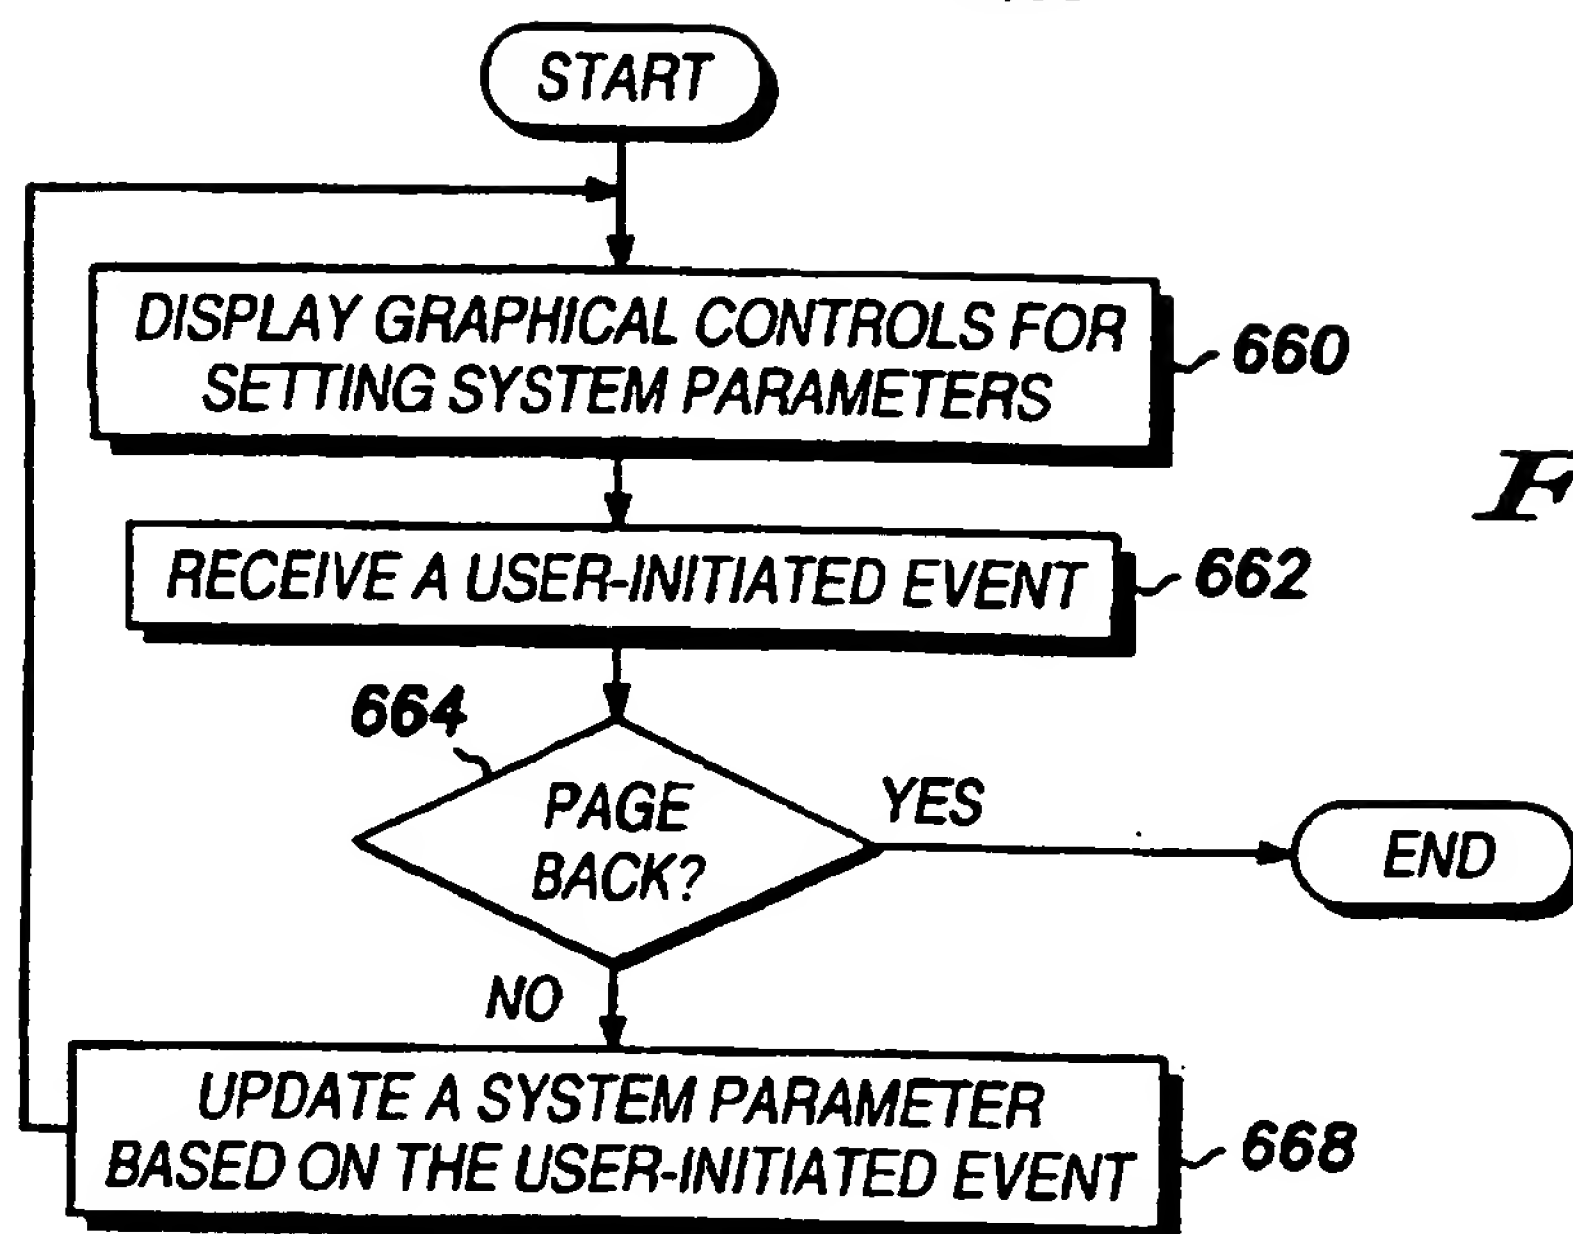 START
DISPLAY GRAPHICAL CONTROLS FOR
SETTING SYSTEM PARAMETERS
660
RECEIVE A USER-INITIATED EVENT
662
F
664
PAGE
BACK?
YES
END
NO
UPDATE A SYSTEM PARAMETER
BASED ON THE USER-INITIATED EVENT
668